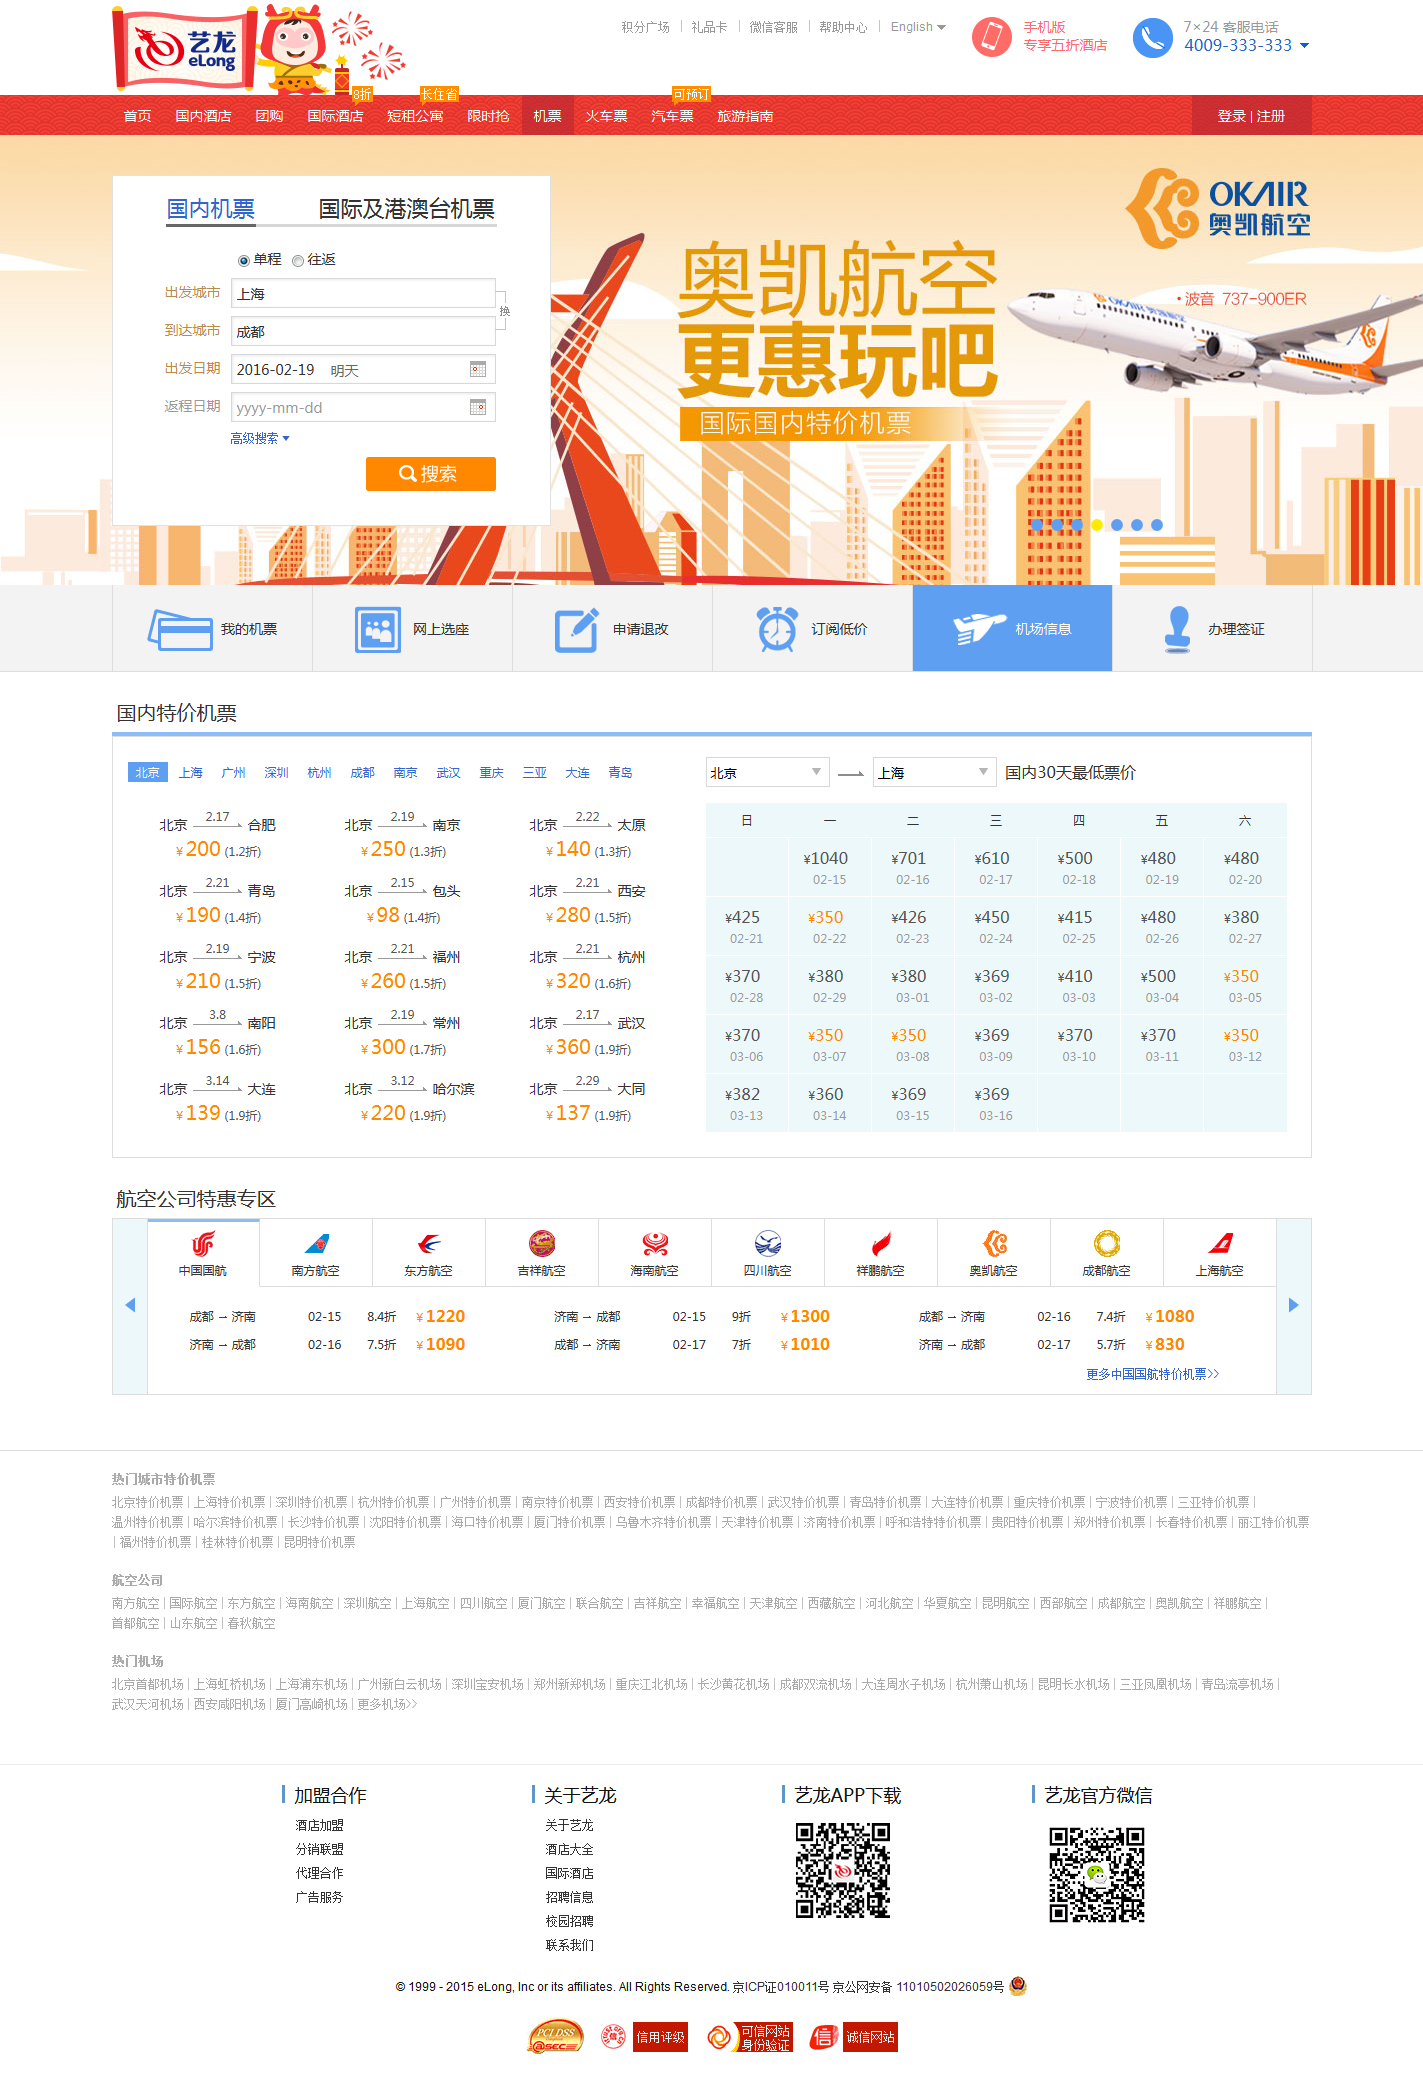 艺龙
eLong
积分广场 礼品卡 微信客服 帮助中心 English
手机版
专享五折酒店
7×24 客服电话
4009-333-333
8折 长住省 可预订
首页 国内酒店 团购 国际酒店 短租公寓 限时抢 机票 火车票 汽车票 旅游指南 登录 | 注册
国内机票 国际及港澳台机票
单程 往返
出发城市 上海
换
到达城市 成都
出发日期 2016-02-19 明天
返程日期 yyyy-mm-dd
高级搜索
搜索
OKAIR
奥凯航空
奥凯航空
更惠玩吧
国际国内特价机票
·波音 737-900ER
我的机票 网上选座 申请退改 订阅低价 机场信息 办理签证
国内特价机票
北京 上海 广州 深圳 杭州 成都 南京 武汉 重庆 三亚 大连 青岛
北京 2.17 合肥 北京 2.19 南京 北京 2.22 太原
¥200 (1.2折) ¥250 (1.3折) ¥140 (1.3折)
北京 2.21 青岛 北京 2.15 包头 北京 2.21 西安
¥190 (1.4折) ¥98 (1.4折) ¥280 (1.5折)
北京 2.19 宁波 北京 2.21 福州 北京 2.21 杭州
¥210 (1.5折) ¥260 (1.5折) ¥320 (1.6折)
北京 3.8 南阳 北京 2.19 常州 北京 2.17 武汉
¥156 (1.6折) ¥300 (1.7折) ¥360 (1.9折)
北京 3.14 大连 北京 3.12 哈尔滨 北京 2.29 大同
¥139 (1.9折) ¥220 (1.9折) ¥137 (1.9折)
北京 上海 国内30天最低票价
日 一 二 三 四 五 六
¥1040 ¥701 ¥610 ¥500 ¥480 ¥480
02-15 02-16 02-17 02-18 02-19 02-20
¥425 ¥350 ¥426 ¥450 ¥415 ¥480 ¥380
02-21 02-22 02-23 02-24 02-25 02-26 02-27
¥370 ¥380 ¥380 ¥369 ¥410 ¥500 ¥350
02-28 02-29 03-01 03-02 03-03 03-04 03-05
¥370 ¥350 ¥350 ¥369 ¥370 ¥370 ¥350
03-06 03-07 03-08 03-09 03-10 03-11 03-12
¥382 ¥360 ¥369 ¥369
03-13 03-14 03-15 03-16
航空公司特惠专区
中国国航 南方航空 东方航空 吉祥航空 海南航空 四川航空 祥鹏航空 奥凯航空 成都航空 上海航空
成都 → 济南 02-15 8.4折 ¥1220 济南 → 成都 02-15 9折 ¥1300 成都 → 济南 02-16 7.4折 ¥1080
济南 → 成都 02-16 7.5折 ¥1090 成都 → 济南 02-17 7折 ¥1010 济南 → 成都 02-17 5.7折 ¥830
更多中国国航特价机票>>
热门城市特价机票
北京特价机票 | 上海特价机票 | 深圳特价机票 | 杭州特价机票 | 广州特价机票 | 南京特价机票 | 西安特价机票 | 成都特价机票 | 武汉特价机票 | 青岛特价机票 | 大连特价机票 | 重庆特价机票 | 宁波特价机票 | 三亚特价机票 |
温州特价机票 | 哈尔滨特价机票 | 长沙特价机票 | 沈阳特价机票 | 海口特价机票 | 厦门特价机票 | 乌鲁木齐特价机票 | 天津特价机票 | 济南特价机票 | 呼和浩特特价机票 | 贵阳特价机票 | 郑州特价机票 | 长春特价机票 | 丽江特价机票
| 福州特价机票 | 桂林特价机票 | 昆明特价机票
航空公司
南方航空 | 国际航空 | 东方航空 | 海南航空 | 深圳航空 | 上海航空 | 四川航空 | 厦门航空 | 联合航空 | 吉祥航空 | 幸福航空 | 天津航空 | 西藏航空 | 河北航空 | 华夏航空 | 昆明航空 | 西部航空 | 成都航空 | 奥凯航空 | 祥鹏航空 |
首都航空 | 山东航空 | 春秋航空
热门机场
北京首都机场 | 上海虹桥机场 | 上海浦东机场 | 广州新白云机场 | 深圳宝安机场 | 郑州新郑机场 | 重庆江北机场 | 长沙黄花机场 | 成都双流机场 | 大连周水子机场 | 杭州萧山机场 | 昆明长水机场 | 三亚凤凰机场 | 青岛流亭机场 |
武汉天河机场 | 西安咸阳机场 | 厦门高崎机场 | 更多机场>>
加盟合作 关于艺龙 艺龙APP下载 艺龙官方微信
酒店加盟 关于艺龙
分销联盟 酒店大全
代理合作 国际酒店
广告服务 招聘信息
校园招聘
联系我们
© 1999 - 2015 eLong, Inc or its affiliates. All Rights Reserved. 京ICP证010011号 京公网安备 11010502026059号
PCI.DSS
@SEC
信用评级
可信网站
身份验证
信 诚信网站